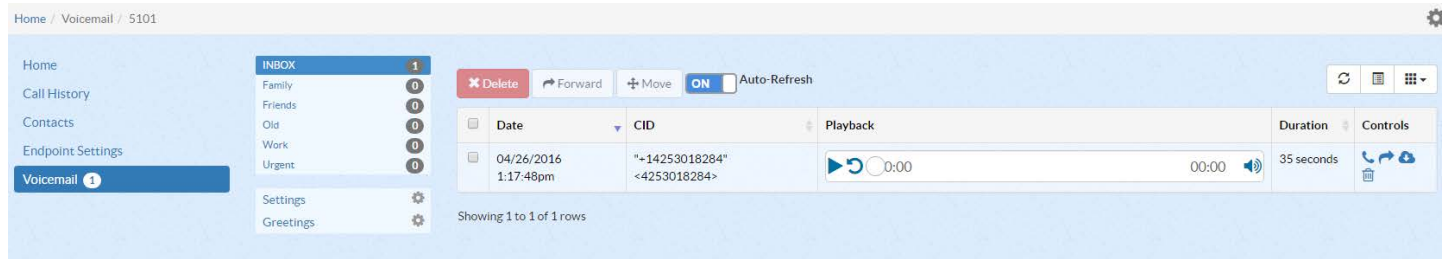 Home / Voicemail / 5101
Home
Call History
Contacts
Endpoint Settings
Voicemail 1
INBOX 1
Family 0
Friends 0
Old 0
Work 0
Urgent 0
Settings
Greetings
Delete Forward Move ON Auto-Refresh
Date CID Playback Duration Controls
04/26/2016 "+14253018284" 0:00 00:00 35 seconds
1:17:48pm <4253018284>
Showing 1 to 1 of 1 rows